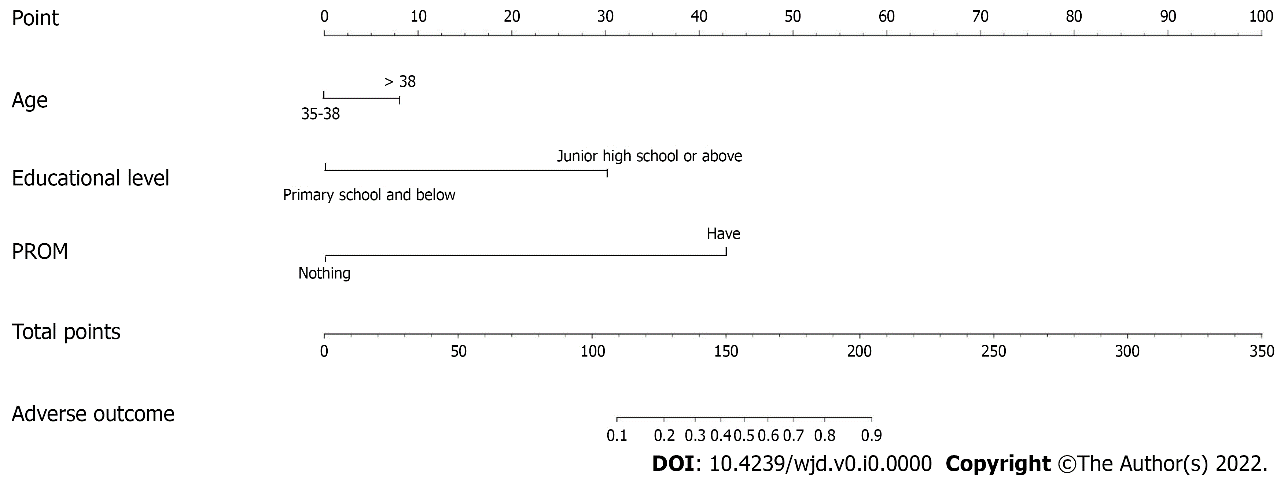 Point 0 10 20 30 40 50 60 70 80 90 100
> 38
Age
35-38
Junior high school or above
Educational level
Primary school and below
Have
PROM
Nothing
Total points
0 50 100 150 200 250 300 350
Adverse outcome
0.1 0.2 0.3 0.4 0.5 0.6 0.7 0.8 0.9
DOI: 10.4239/wjd.v0.i0.0000 Copyright ©The Author(s) 2022.